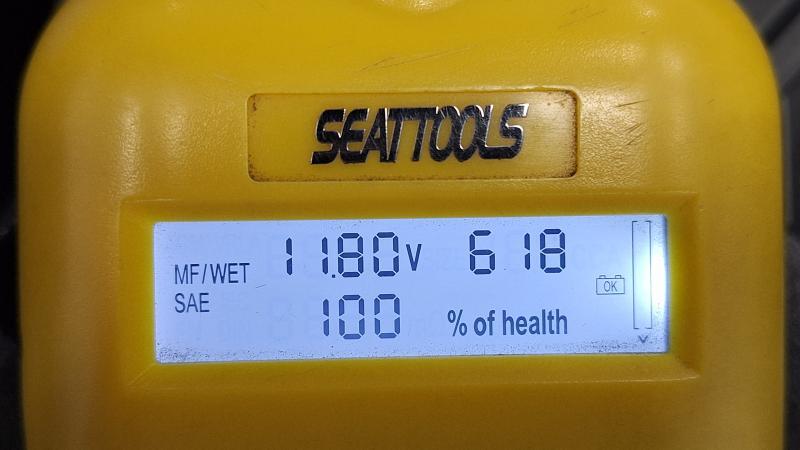 SEATTOOLS
MF/WET 11.80V 618
SAE
OK
100 % of health